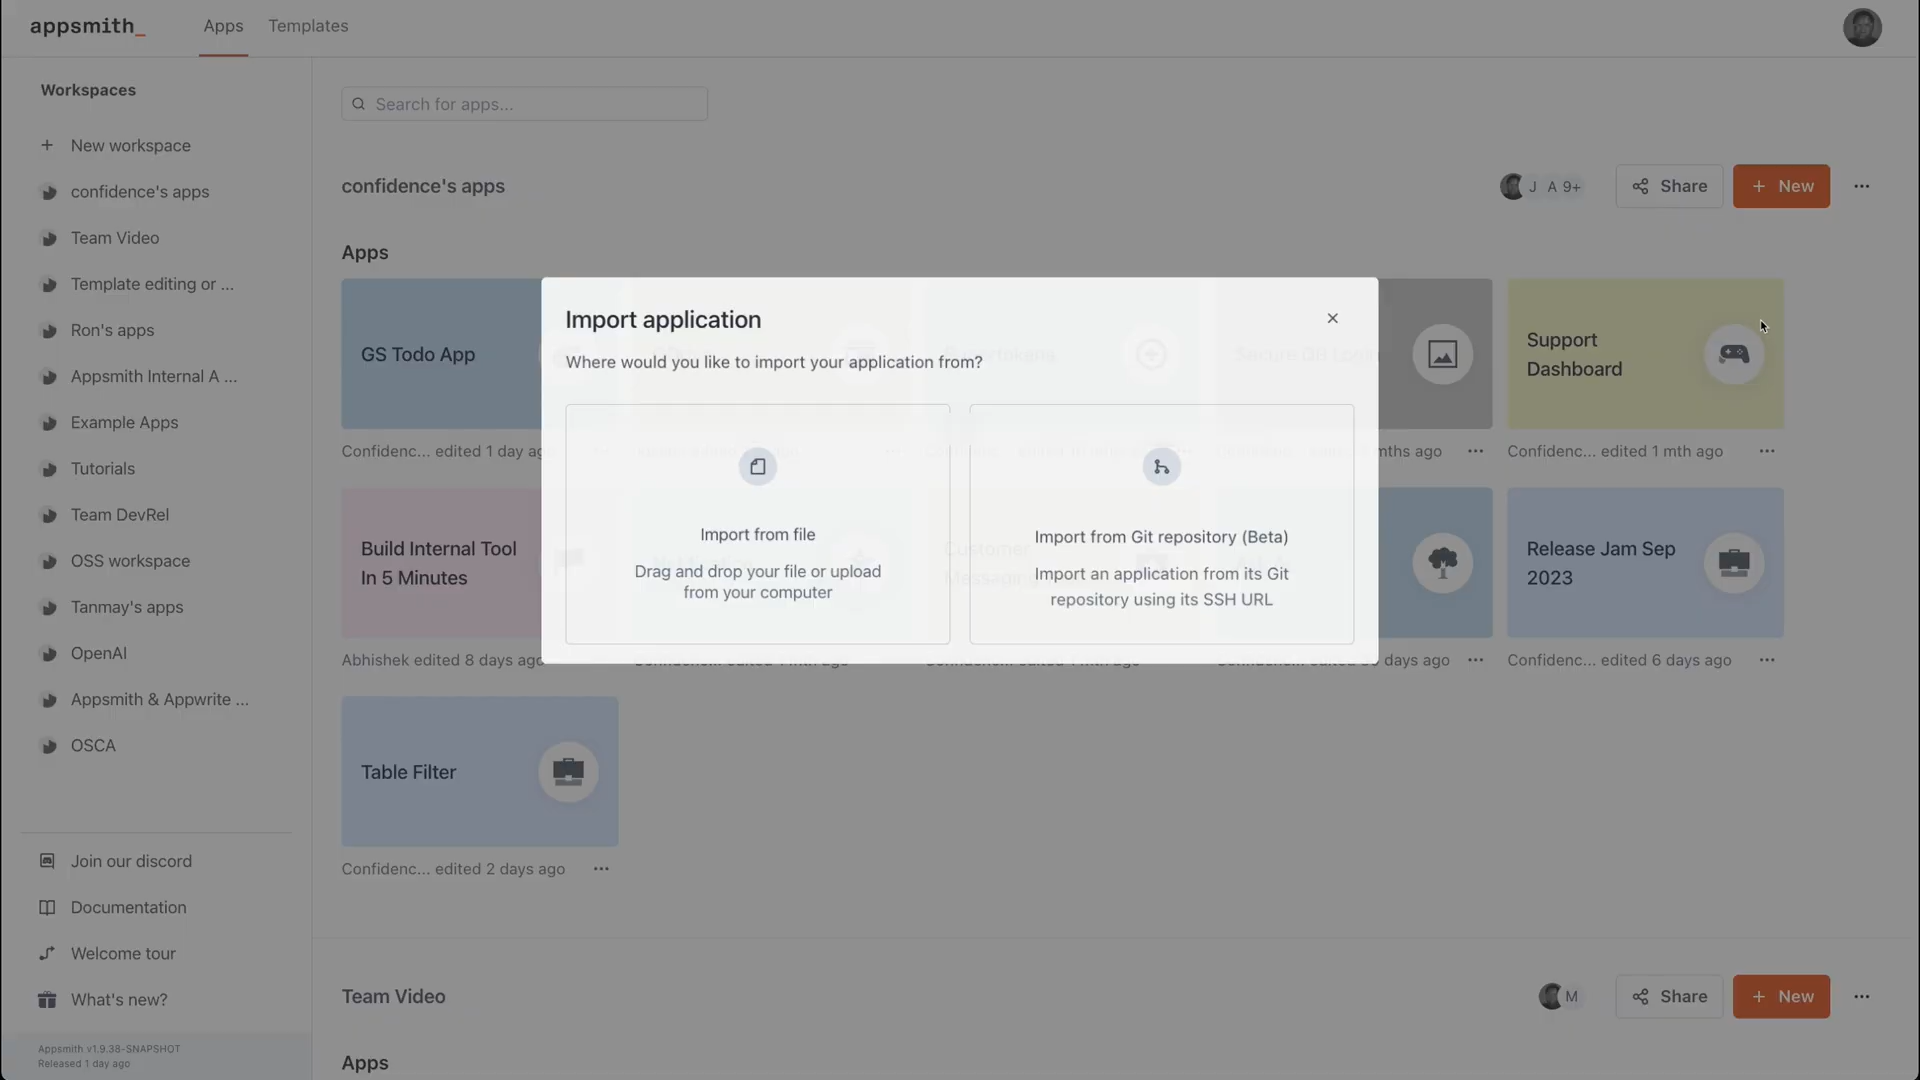 appsmith_
Apps
Templates
Workspaces
New workspace
confidence's apps
Team Video
Template editing or ...
Ron's apps
Appsmith Internal A ...
Example Apps
Tutorials
Team DevRel
OSS workspace
Tanmay's apps
OpenAI
Appsmith & Appwrite ...
OSCA
Join our discord
Documentation
Welcome tour
What's new?
Appsmith v1.9.38-SNAPSHOT
Released 1 day ago
Search for apps...
confidence's apps
J A 9+
Share
+ New
Apps
GS Todo App
Confidenc... edited 1 day ag
mths ago
Support
Dashboard
Confidenc... edited 1 mth ago
Import application
Where would you like to import your application from?
Import from file
Drag and drop your file or upload
from your computer
Import from Git repository (Beta)
Import an application from its Git
repository using its SSH URL
Build Internal Tool
In 5 Minutes
Abhishek edited 8 days ago
Customer
Messaging
days ago
Release Jam Sep
2023
Confidenc... edited 6 days ago
Table Filter
Confidenc... edited 2 days ago
Team Video
M
Share
+ New
Apps